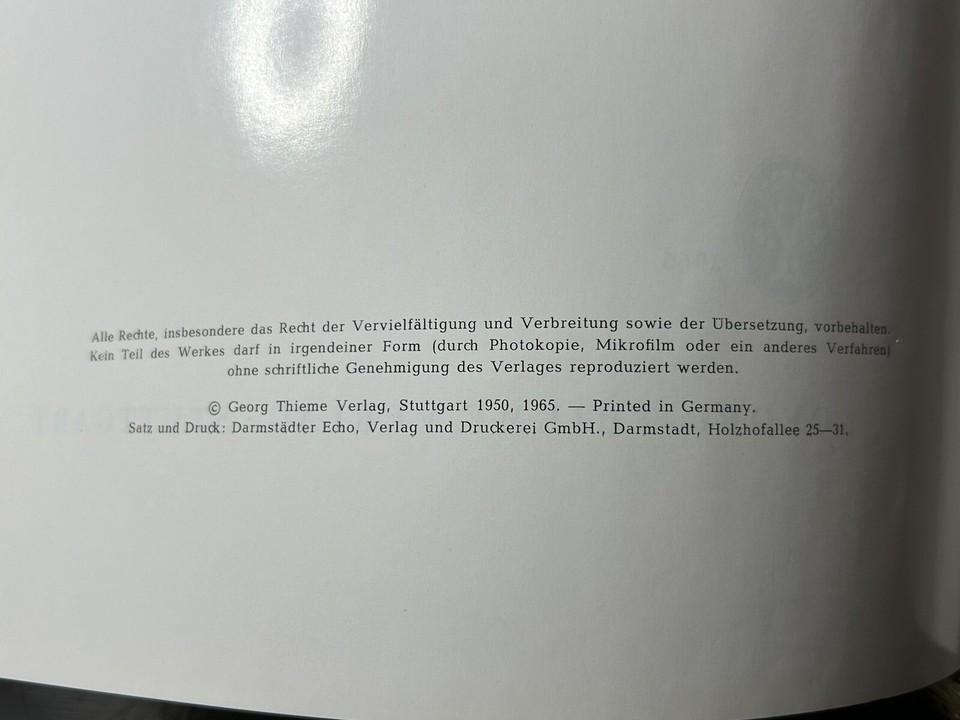 Alle Rechte, insbesondere das Recht der Vervielfältigung und Verbreitung sowie der Übersetzung, vorbehalten.
Kein Teil des Werkes darf in irgendeiner Form (durch Photokopie, Mikrofilm oder ein anderes Verfahren)
ohne schriftliche Genehmigung des Verlages reproduziert werden.
© Georg Thieme Verlag, Stuttgart 1950, 1965. — Printed in Germany.
Satz und Druck: Darmstädter Echo, Verlag und Druckerei GmbH., Darmstadt, Holzhofallee 25—31.